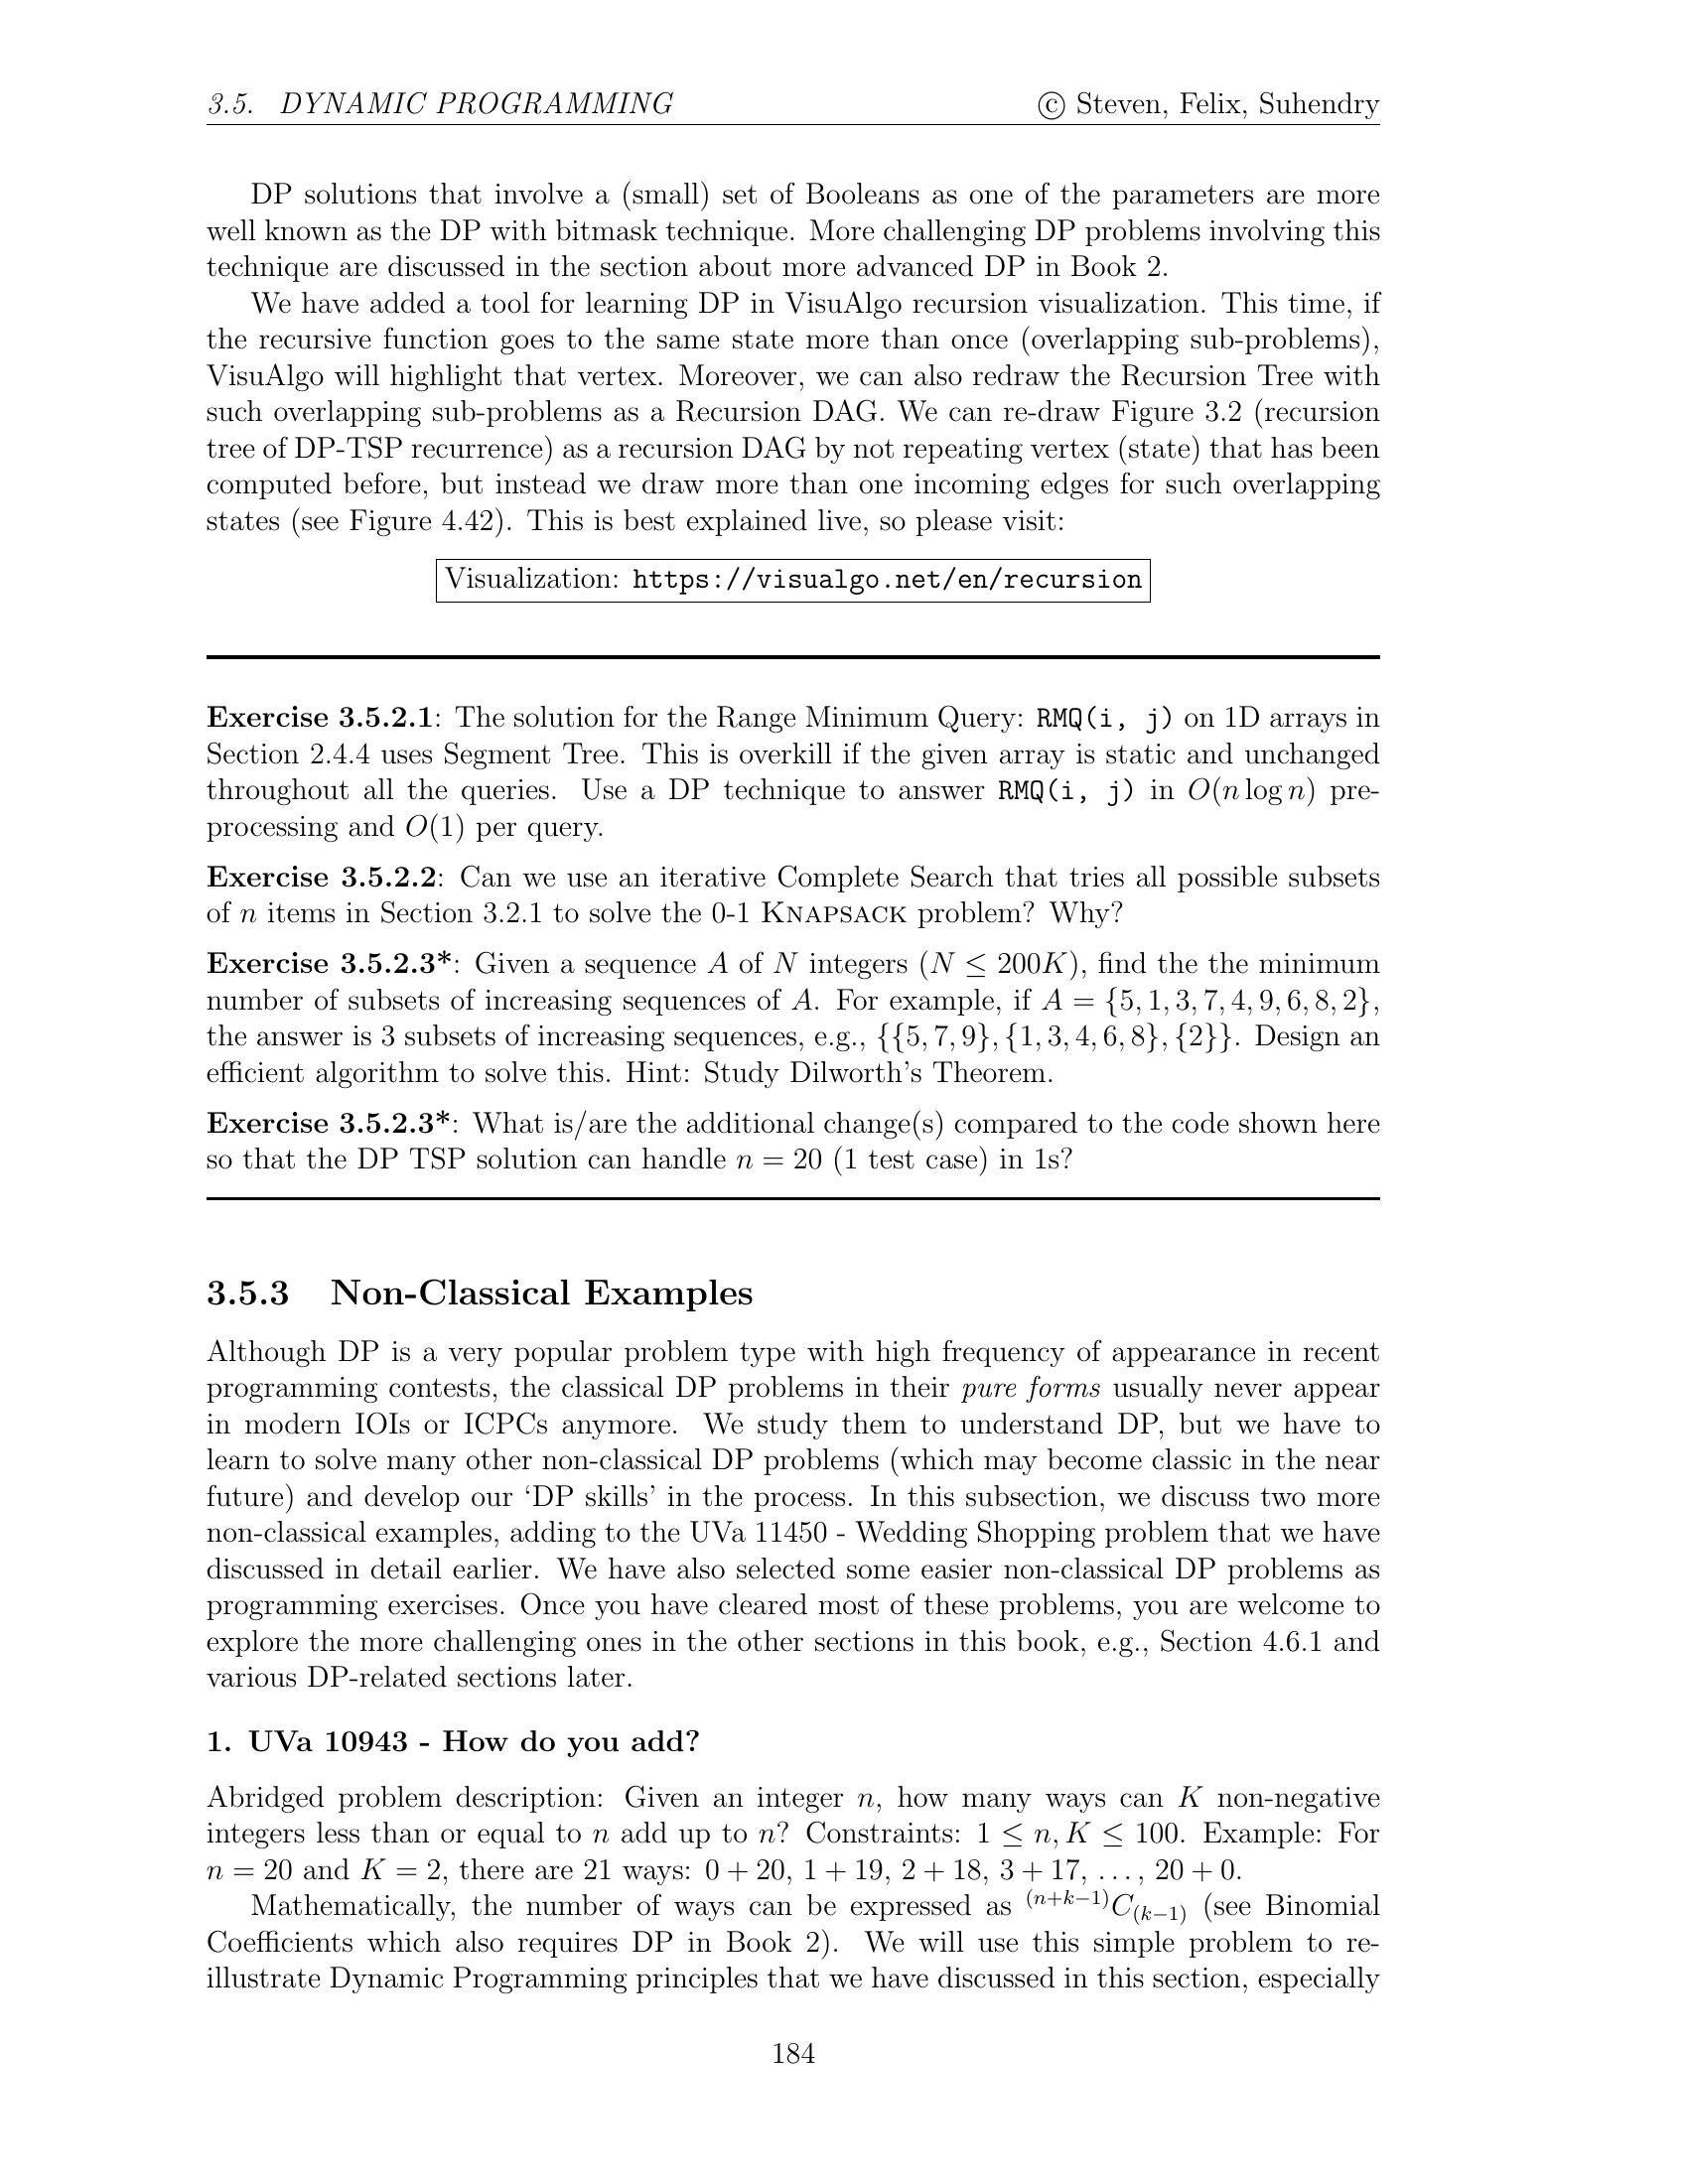 3.5. DYNAMIC PROGRAMMING © Steven, Felix, Suhendry
DP solutions that involve a (small) set of Booleans as one of the parameters are more
well known as the DP with bitmask technique. More challenging DP problems involving this
technique are discussed in the section about more advanced DP in Book 2.
We have added a tool for learning DP in VisuAlgo recursion visualization. This time, if
the recursive function goes to the same state more than once (overlapping sub-problems),
VisuAlgo will highlight that vertex. Moreover, we can also redraw the Recursion Tree with
such overlapping sub-problems as a Recursion DAG. We can re-draw Figure 3.2 (recursion
tree of DP-TSP recurrence) as a recursion DAG by not repeating vertex (state) that has been
computed before, but instead we draw more than one incoming edges for such overlapping
states (see Figure 4.42). This is best explained live, so please visit:
Visualization: https://visualgo.net/en/recursion
Exercise 3.5.2.1: The solution for the Range Minimum Query: RMQ(i, j) on 1D arrays in
Section 2.4.4 uses Segment Tree. This is overkill if the given array is static and unchanged
throughout all the queries. Use a DP technique to answer RMQ(i, j) in O(n log n) pre-
processing and O(1) per query.
Exercise 3.5.2.2: Can we use an iterative Complete Search that tries all possible subsets
of n items in Section 3.2.1 to solve the 0-1 KNAPSACK problem? Why?
Exercise 3.5.2.3*: Given a sequence A of N integers (N ≤ 200K), find the the minimum
number of subsets of increasing sequences of A. For example, if A = {5, 1, 3, 7, 4, 9, 6, 8, 2},
the answer is 3 subsets of increasing sequences, e.g., {{5, 7, 9}, {1, 3, 4, 6, 8}, {2}}. Design an
efficient algorithm to solve this. Hint: Study Dilworth's Theorem.
Exercise 3.5.2.3*: What is/are the additional change(s) compared to the code shown here
so that the DP TSP solution can handle n = 20 (1 test case) in 1s?
3.5.3 Non-Classical Examples
Although DP is a very popular problem type with high frequency of appearance in recent
programming contests, the classical DP problems in their pure forms usually never appear
in modern IOIs or ICPCs anymore. We study them to understand DP, but we have to
learn to solve many other non-classical DP problems (which may become classic in the near
future) and develop our ‘DP skills’ in the process. In this subsection, we discuss two more
non-classical examples, adding to the UVa 11450 - Wedding Shopping problem that we have
discussed in detail earlier. We have also selected some easier non-classical DP problems as
programming exercises. Once you have cleared most of these problems, you are welcome to
explore the more challenging ones in the other sections in this book, e.g., Section 4.6.1 and
various DP-related sections later.
1. UVa 10943 - How do you add?
Abridged problem description: Given an integer n, how many ways can K non-negative
integers less than or equal to n add up to n? Constraints: 1 ≤ n, K ≤ 100. Example: For
n = 20 and K = 2, there are 21 ways: 0 + 20, 1 + 19, 2 + 18, 3 + 17, ..., 20 + 0.
Mathematically, the number of ways can be expressed as ^(n+k−1)C_(k−1) (see Binomial
Coefficients which also requires DP in Book 2). We will use this simple problem to re-
illustrate Dynamic Programming principles that we have discussed in this section, especially
184